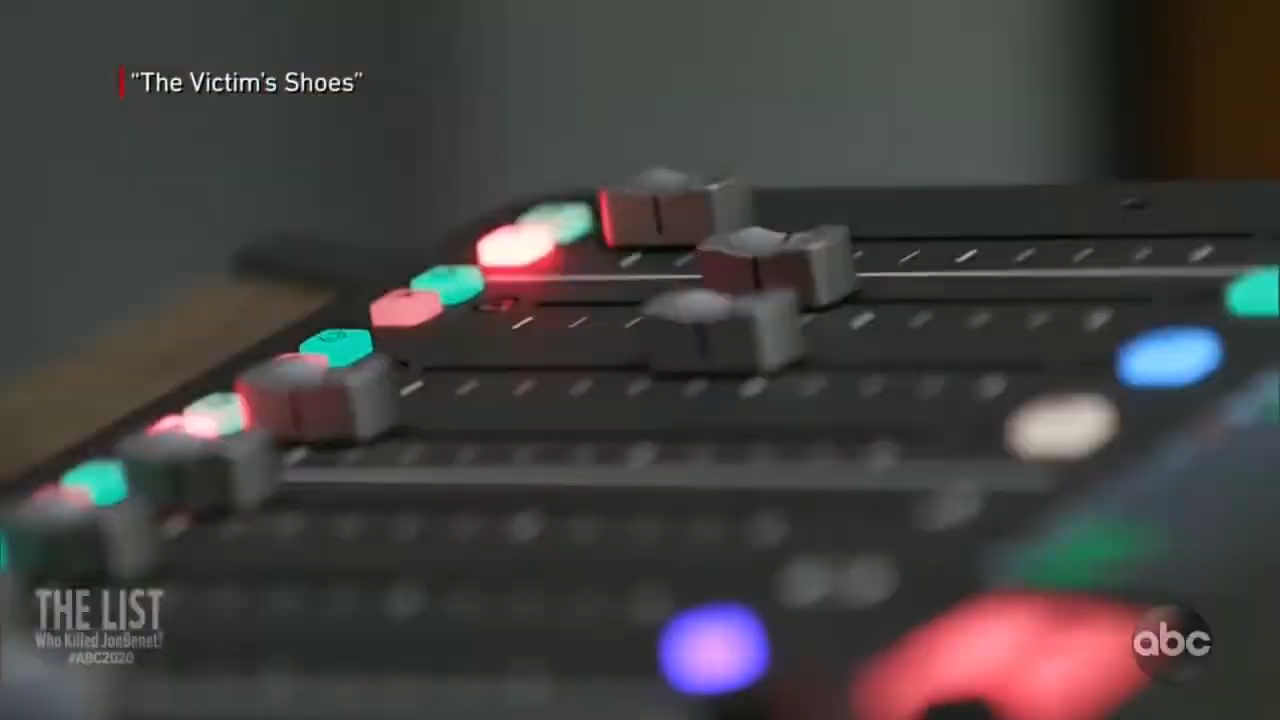 "The Victim's Shoes"
THE LIST
Who Killed JonBenet?
#ABC2020
abc